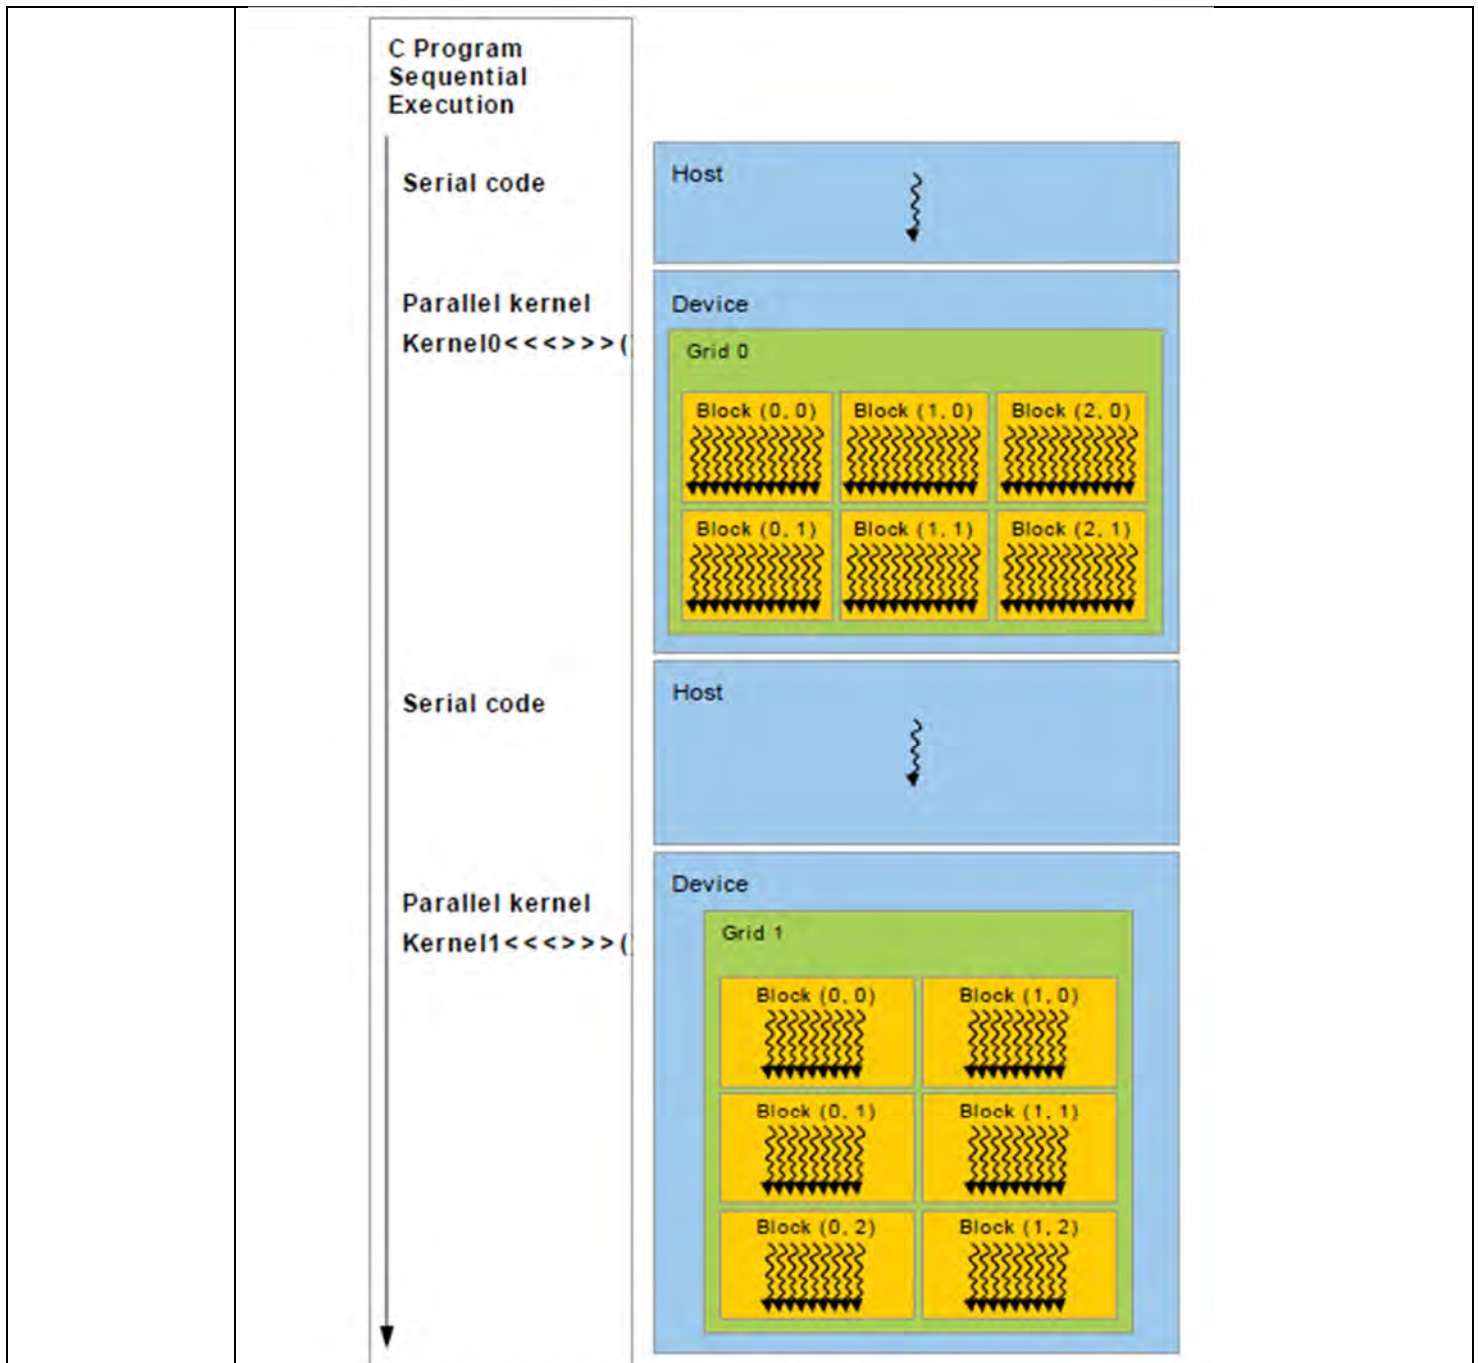 C Program
Sequential
Execution
Serial code
Host
Parallel kernel
Kernel0<<<>>>()
Device
Grid 0
Block (0, 0) Block (1, 0) Block (2, 0)
Block (0, 1) Block (1, 1) Block (2, 1)
Serial code
Host
Parallel kernel
Kernel1<<<>>>()
Device
Grid 1
Block (0, 0) Block (1, 0)
Block (0, 1) Block (1, 1)
Block (0, 2) Block (1, 2)